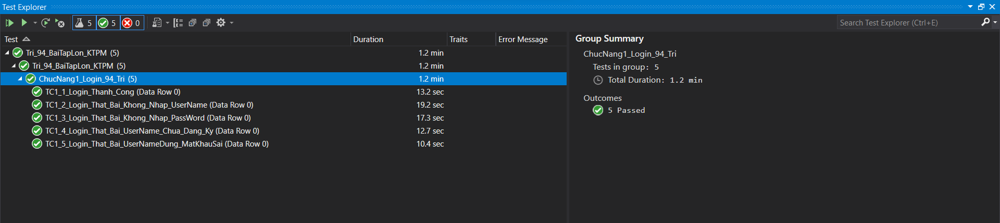 Test Explorer
5 5 0 Search Test Explorer (Ctrl+E)
Test Duration Traits Error Message
Tri_94_BaiTapLon_KTPM (5) 1.2 min
Tri_94_BaiTapLon_KTPM (5) 1.2 min
ChucNang1_Login_94_Tri (5) 1.2 min
TC1_1_Login_Thanh_Cong (Data Row 0) 13.2 sec
TC1_2_Login_That_Bai_Khong_Nhap_UserName (Data Row 0) 19.2 sec
TC1_3_Login_That_Bai_Khong_Nhap_PassWord (Data Row 0) 17.3 sec
TC1_4_Login_That_Bai_UserName_Chua_Dang_Ky (Data Row 0) 12.7 sec
TC1_5_Login_That_Bai_UserNameDung_MatKhauSai (Data Row 0) 10.4 sec
Group Summary
ChucNang1_Login_94_Tri
Tests in group: 5
Total Duration: 1.2 min
Outcomes
5 Passed